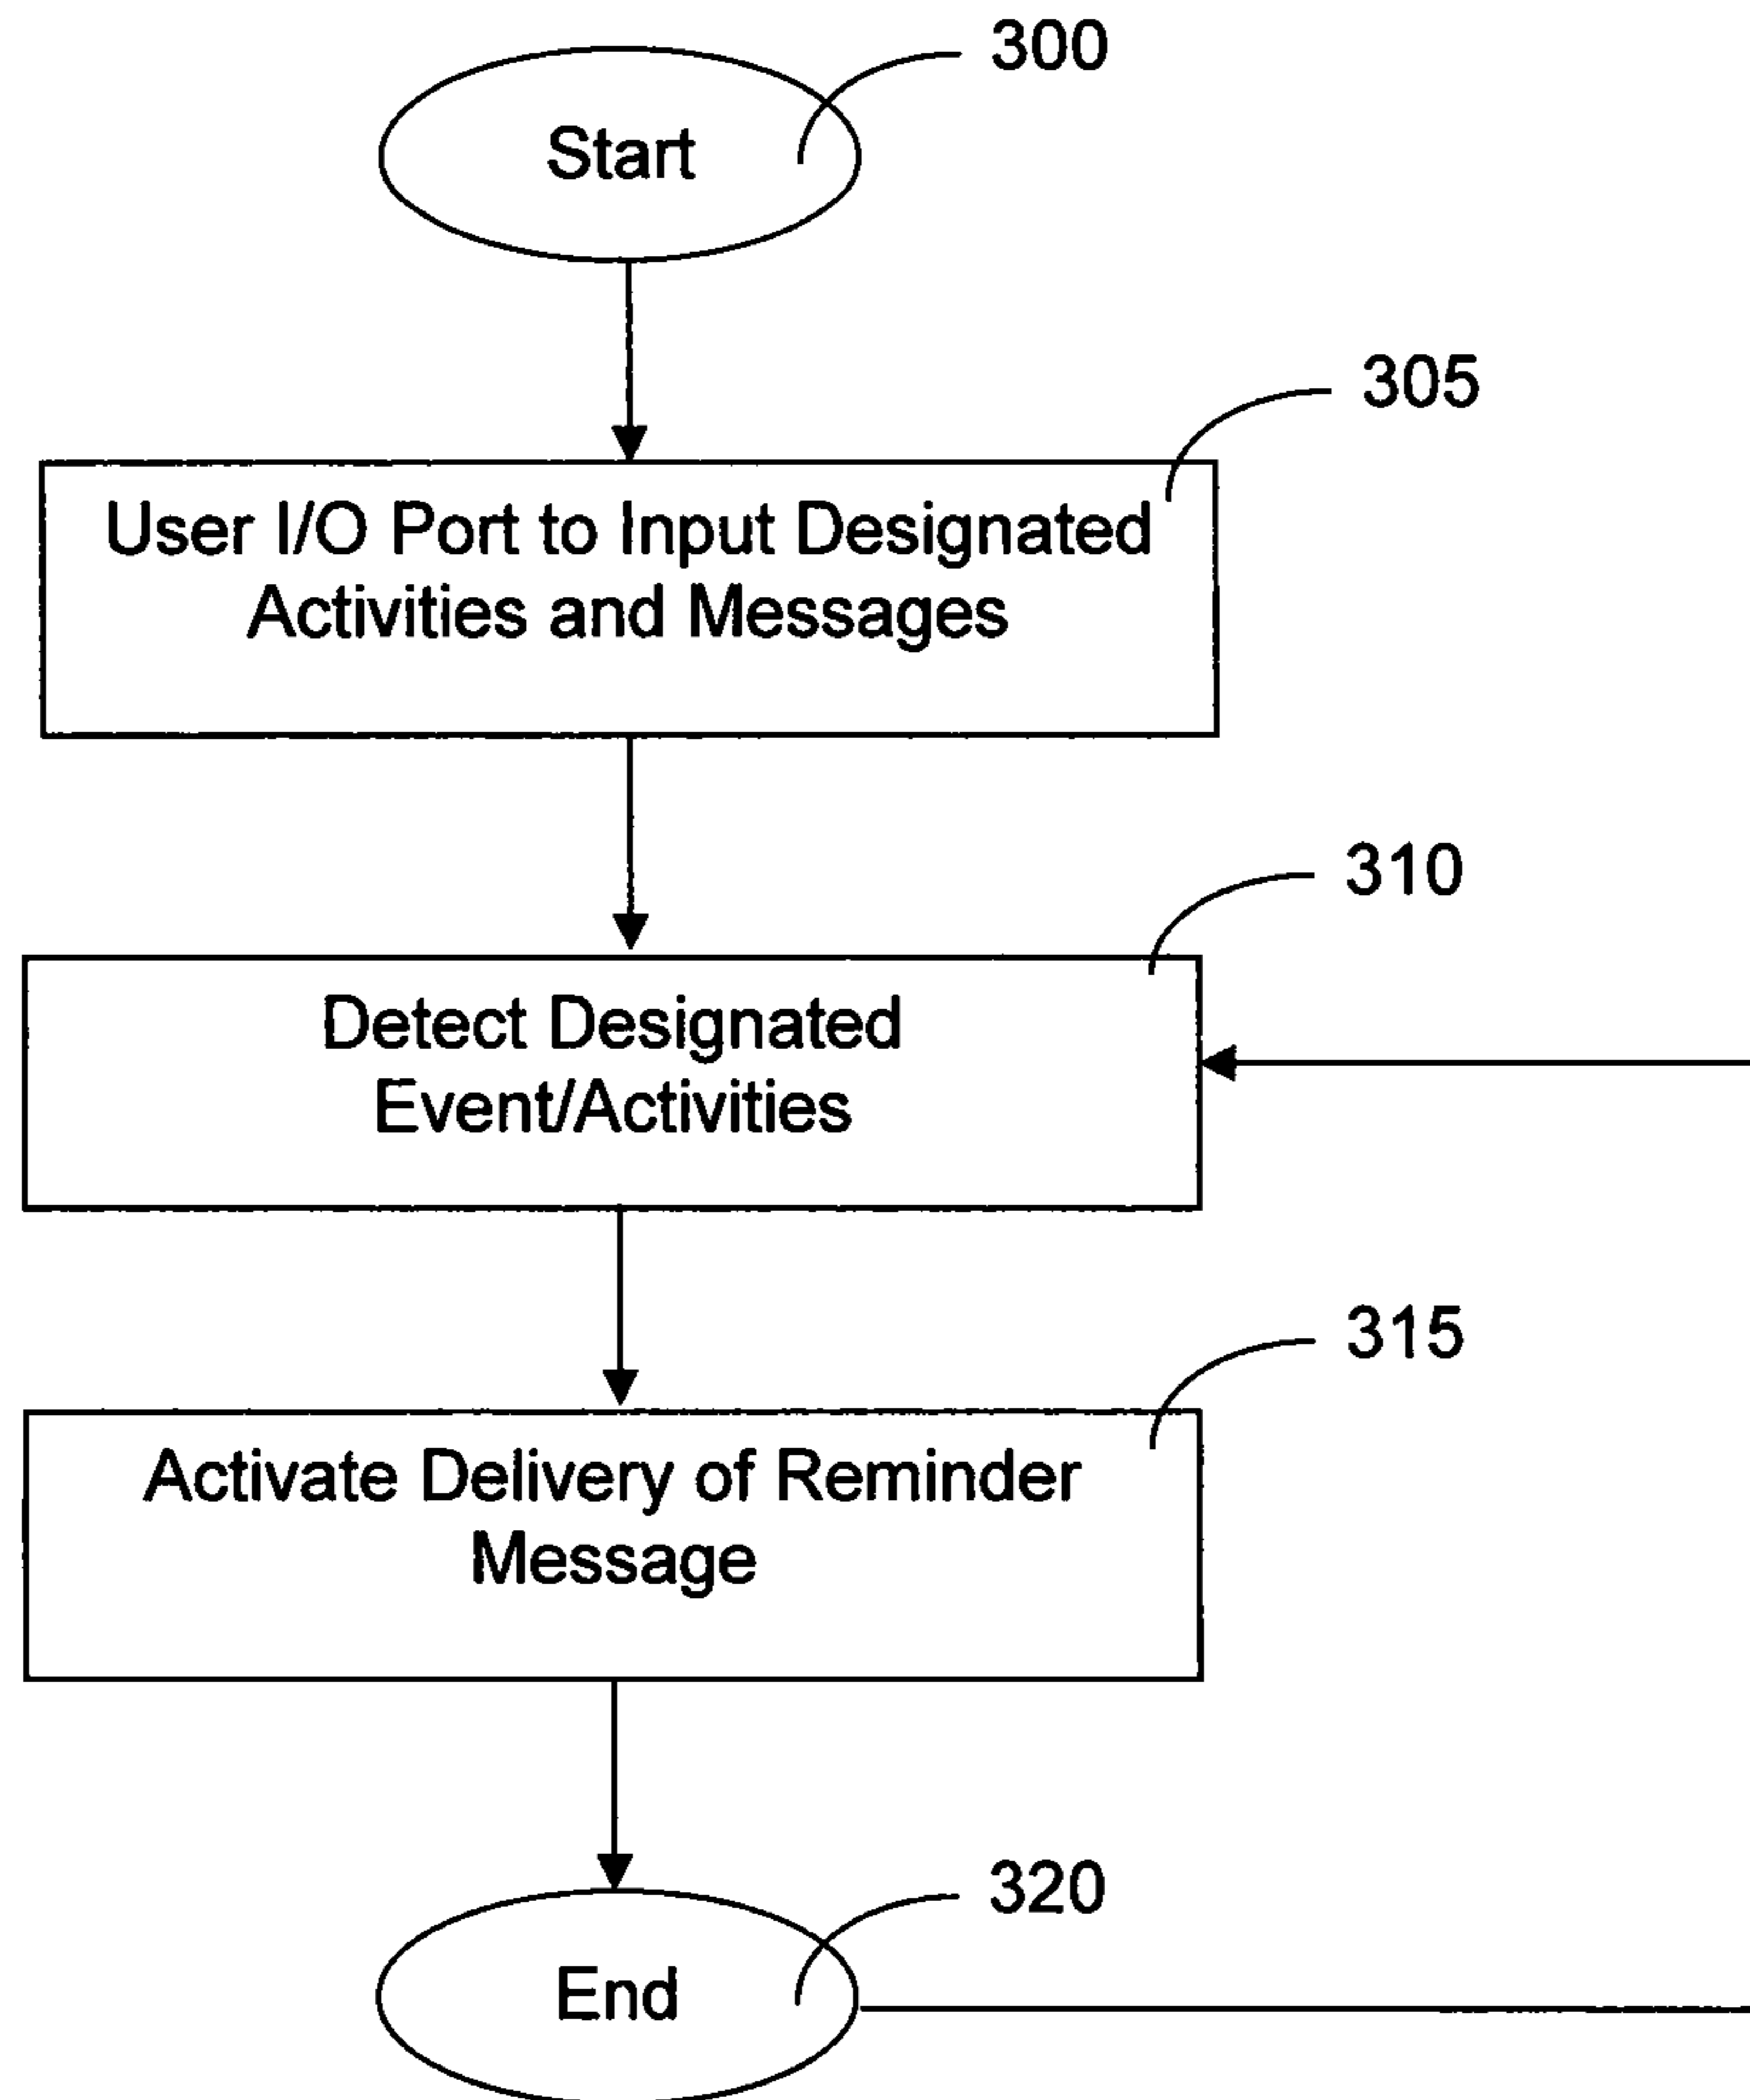 300
Start
305
User I/O Port to Input Designated
Activities and Messages
310
Detect Designated
Event/Activities
315
Activate Delivery of Reminder
Message
320
End